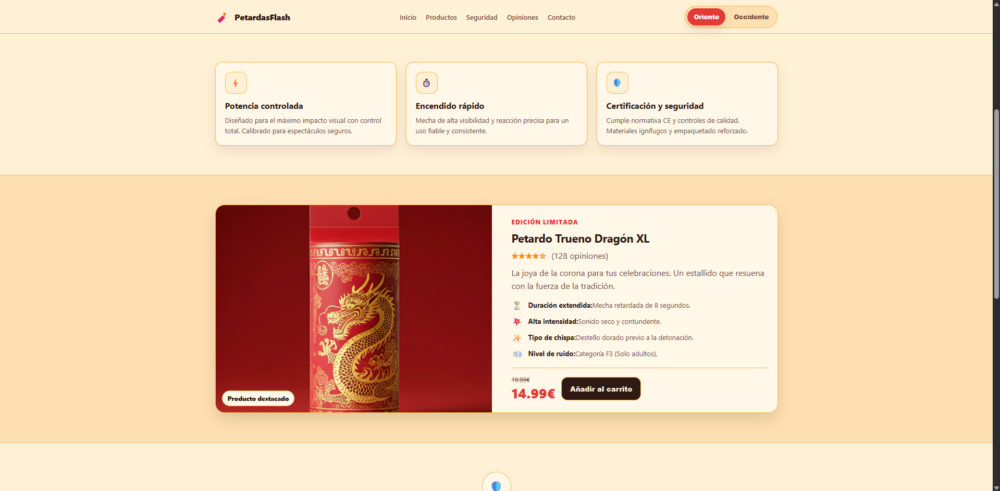 PetardasFlash
Inicio
Productos
Seguridad
Opiniones
Contacto
Oriente
Occidente
Potencia controlada
Diseñado para el máximo impacto visual con control
total. Calibrado para espectáculos seguros.
Encendido rápido
Mecha de alta visibilidad y reacción precisa para un
uso fiable y consistente.
Certificación y seguridad
Cumple normativa CE y controles de calidad.
Materiales ignífugos y empaquetado reforzado.
Producto destacado
EDICIÓN LIMITADA
Petardo Trueno Dragón XL
★★★★☆ (128 opiniones)
La joya de la corona para tus celebraciones. Un estallido que resuena
con la fuerza de la tradición.
Duración extendida:Mecha retardada de 8 segundos.
Alta intensidad:Sonido seco y contundente.
Tipo de chispa:Destello dorado previo a la detonación.
Nivel de ruido:Categoría F3 (Solo adultos).
19.99€
14.99€
Añadir al carrito